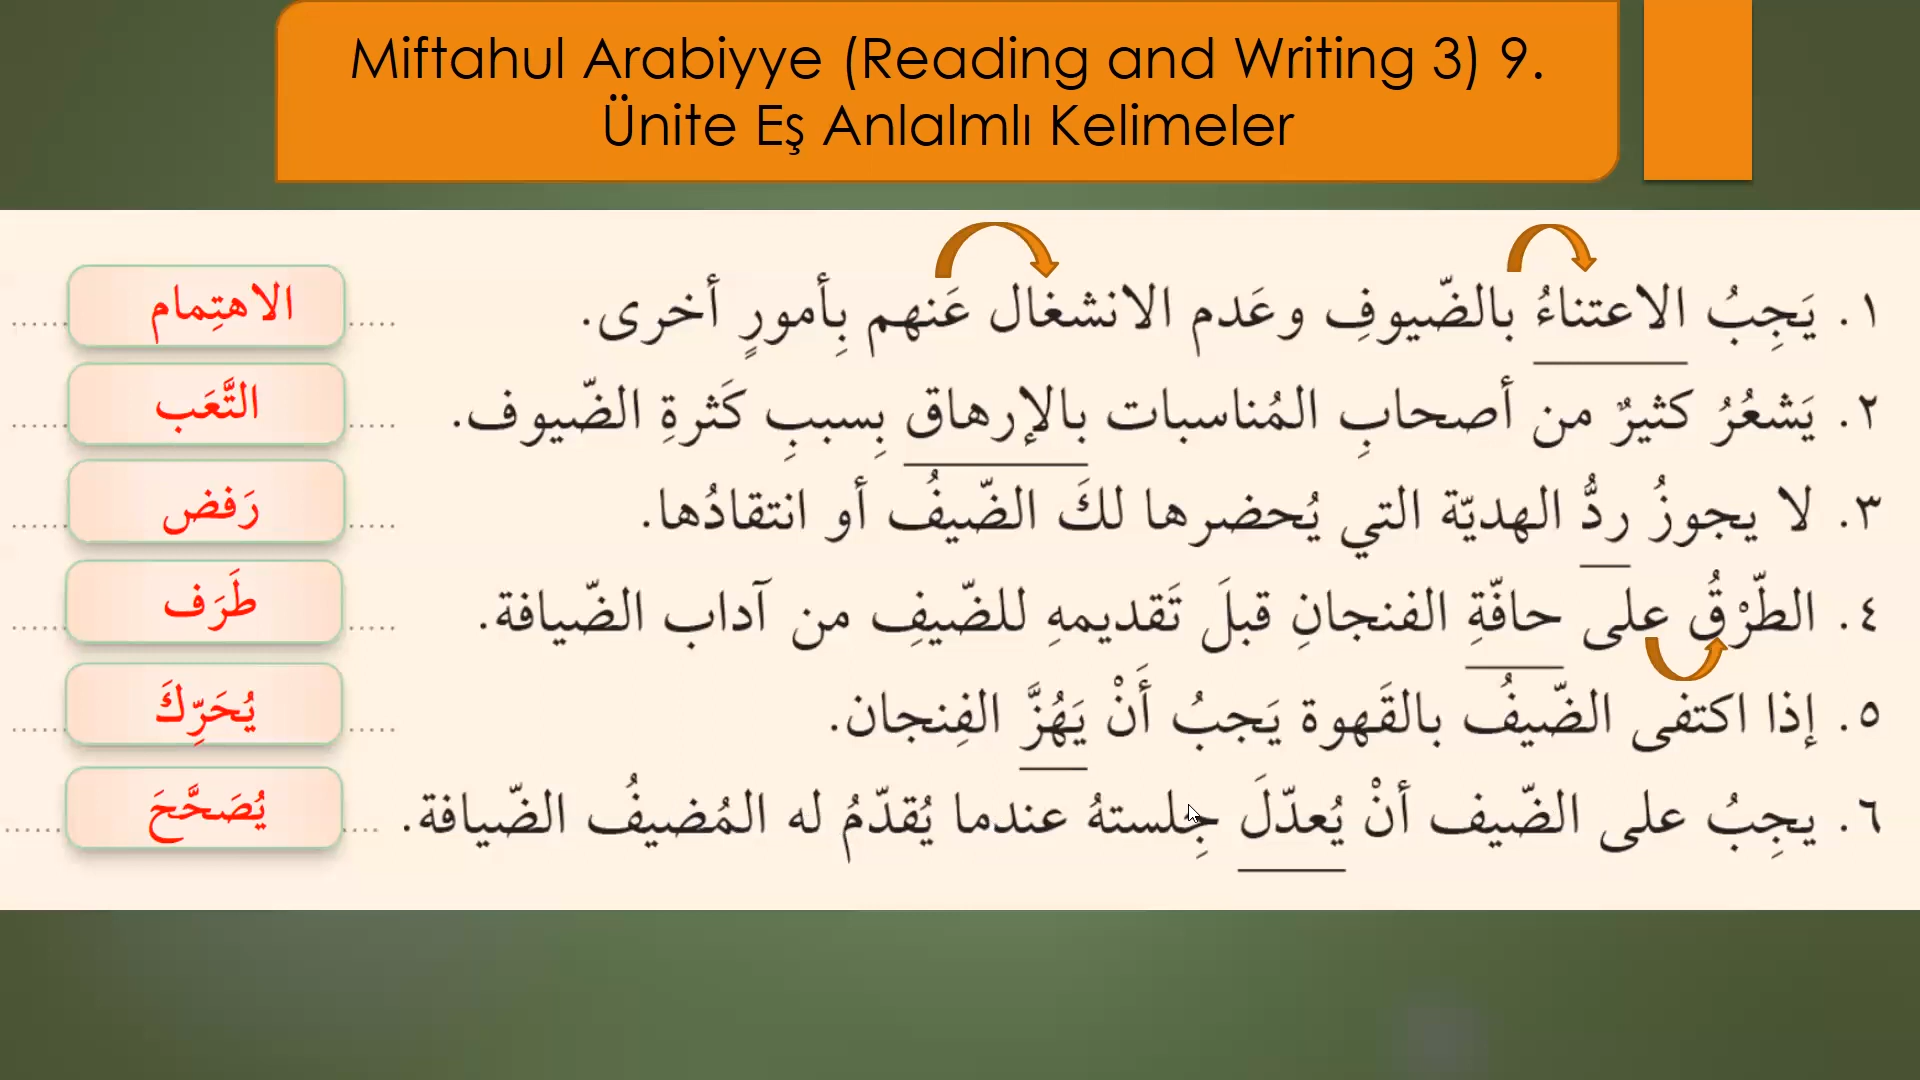 Miftahul Arabiyye (Reading and Writing 3) 9.
Ünite Eş Anlalmlı Kelimeler
١. يَجِبُ الاعتناءُ بالضّيوفِ وعَدم الانشغال عَنهم بِأمورٍ أخرى. ..... الاهتِمام .....
٢. يَشعُرُ كثيرٌ من أصحابِ المُناسبات بالإرهاق بِسببِ كَثرةِ الضّيوف. ..... التَّعَب .....
٣. لا يجوزُ ردُّ الهديّة التي يُحضرها لكَ الضّيفُ أو انتقادُها. ..... رَفض .....
٤. الطّرْقُ على حافّةِ الفنجانِ قبلَ تَقديمهِ للضّيفِ من آداب الضّيافة. ..... طَرَف .....
٥. إذا اكتفى الضّيفُ بالقَهوة يَجبُ أَنْ يَهُزَّ الفِنجان. ..... يُحَرِّكَ .....
٦. يجِبُ على الضّيف أنْ يُعدّلَ جِلستهُ عندما يُقدّمُ له المُضيفُ الضّيافة. .... يُصَحَّحَ .....